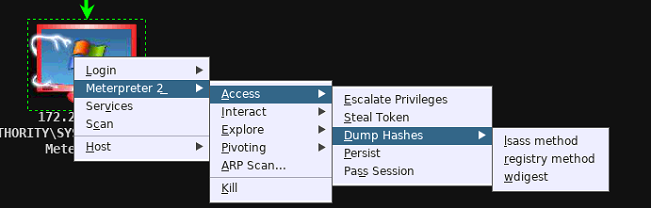 Login
Meterpreter 2
Services
Scan
Host
Access
Interact
Explore
Pivoting
ARP Scan...
Kill
Escalate Privileges
Steal Token
Dump Hashes
Persist
Pass Session
lsass method
registry method
wdigest
172.2
THORITY\SYS
Mete